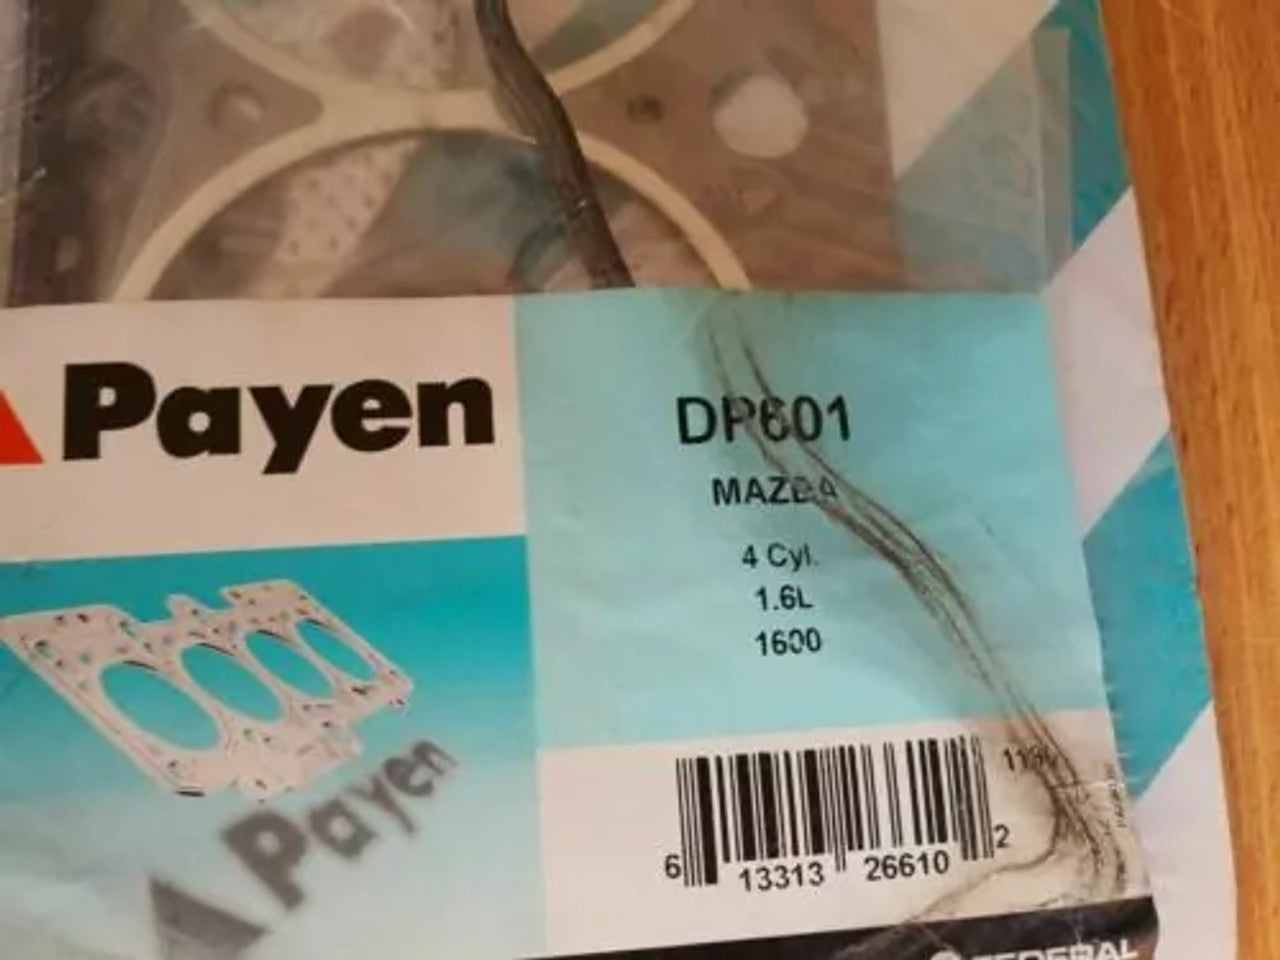 Payen
DP601
MAZDA
4 Cyl.
1.6L
1600
Payen
6 13313 26610 2
FEDERAL